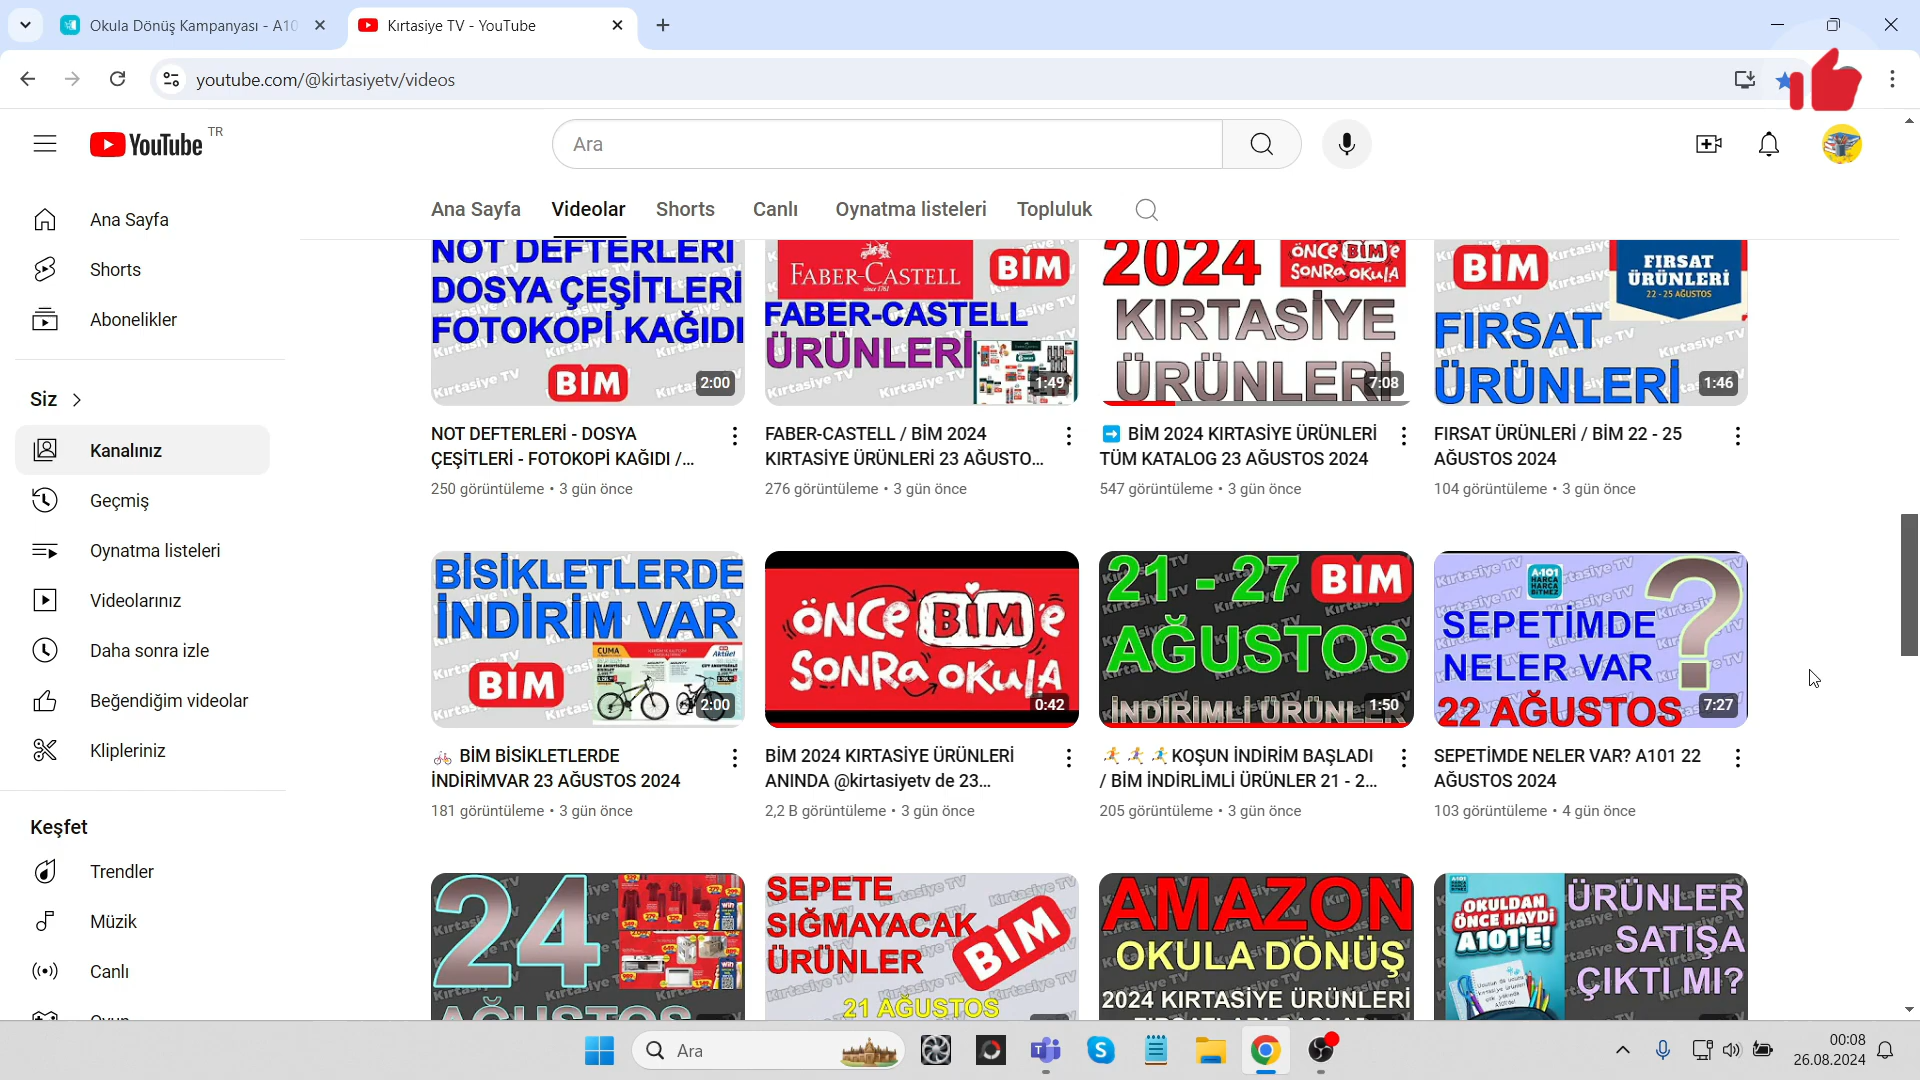 Okula Dönüş Kampanyası - A10
Kırtasiye TV - YouTube
youtube.com/@kirtasiyetv/videos
YouTube TR
Ara
Ana Sayfa
Videolar
Shorts
Canlı
Oynatma listeleri
Topluluk
Ana Sayfa
Shorts
Abonelikler
Siz
Kanalınız
Geçmiş
Oynatma listeleri
Videolarınız
Daha sonra izle
Beğendiğim videolar
Klipleriniz
Keşfet
Trendler
Müzik
Canlı
NOT DEFTERLERİ
DOSYA ÇEŞİTLERİ
FOTOKOPİ KAĞIDI
BİM
2:00
NOT DEFTERLERİ - DOSYA
ÇEŞİTLERİ - FOTOKOPİ KAĞIDI /...
250 görüntüleme • 3 gün önce
FABER-CASTELL
since 1761
BİM
FABER-CASTELL
ÜRÜNLERİ
1:49
FABER-CASTELL / BİM 2024
KIRTASİYE ÜRÜNLERİ 23 AĞUSTO...
276 görüntüleme • 3 gün önce
2024
ÖNCE BİM'e
SONRA OKULA
KIRTASİYE
ÜRÜNLERİ
7:08
BİM 2024 KIRTASİYE ÜRÜNLERİ
TÜM KATALOG 23 AĞUSTOS 2024
547 görüntüleme • 3 gün önce
BİM
FIRSAT
ÜRÜNLERİ
22 - 25 AĞUSTOS
FIRSAT
ÜRÜNLERİ
1:46
FIRSAT ÜRÜNLERİ / BİM 22 - 25
AĞUSTOS 2024
104 görüntüleme • 3 gün önce
BİSİKLETLERDE
İNDİRİM VAR
BİM
CUMA
Aktüel
2:00
BİM BİSİKLETLERDE
İNDİRİMVAR 23 AĞUSTOS 2024
181 görüntüleme • 3 gün önce
ÖNCE BİM'e
SONRA OKULA
0:42
BİM 2024 KIRTASİYE ÜRÜNLERİ
ANINDA @kirtasiyetv de 23...
2,2 B görüntüleme • 3 gün önce
21 - 27 BİM
AĞUSTOS
İNDİRİMLİ ÜRÜNLER
1:50
KOŞUN İNDİRİM BAŞLADI
/ BİM İNDİRLİMLİ ÜRÜNLER 21 - 2...
205 görüntüleme • 3 gün önce
A101
HARCA
HARCA
BİTMEZ
SEPETİMDE
NELER VAR
?
22 AĞUSTOS
7:27
SEPETİMDE NELER VAR? A101 22
AĞUSTOS 2024
103 görüntüleme • 4 gün önce
24
AĞUSTOS
SEPETE
SIĞMAYACAK
ÜRÜNLER
BİM
21 AĞUSTOS
AMAZON
OKULA DÖNÜŞ
2024 KIRTASİYE ÜRÜNLERİ
OKULDAN
ÖNCE HAYDİ
A101'E!
ÜRÜNLER
SATIŞA
ÇIKTI MI?
Kırtasiye TV
Ara
00:08
26.08.2024